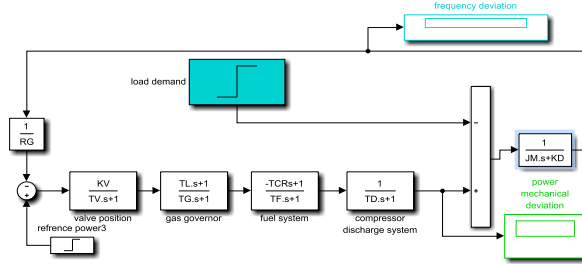 frequency deviation
load demand
1
RG
KV
TV.s+1
valve position
TL.s+1
TG.s+1
gas governor
-TCRs+1
TF.s+1
fuel system
1
TD.s+1
compressor
discharge system
1
JM.s+KD
power
mechanical
deviation
refrence power3